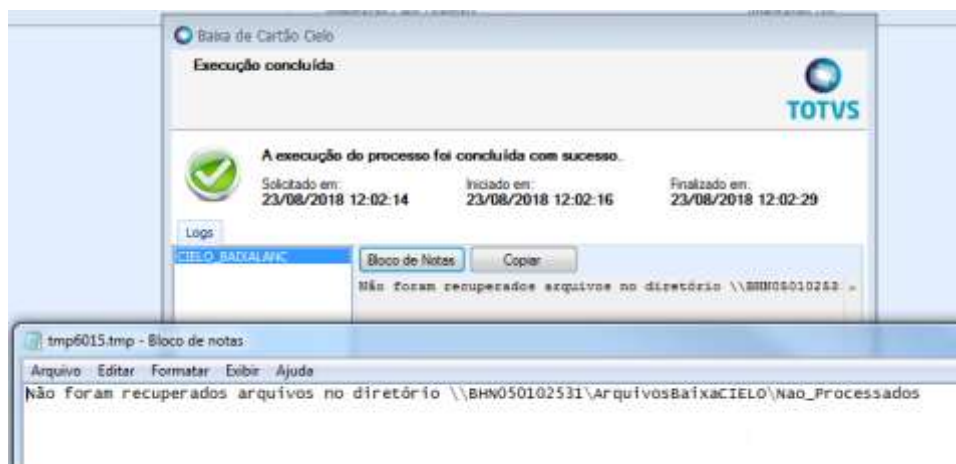 Baixa de Cartão Cielo
Execução concluída
TOTVS
A execução do processo foi concluída com sucesso.
Solicitado em: Iniciado em: Finalizado em:
23/08/2018 12:02:14 23/08/2018 12:02:16 23/08/2018 12:02:29
Logs
CIELO_BAIXALANC Bloco de Notas Copiar
Não foram recuperados arquivos no diretório \\BHN05010253
tmp6015.tmp - Bloco de notas
Arquivo Editar Formatar Exibir Ajuda
Não foram recuperados arquivos no diretório \\BHN050102531\ArquivosBaixaCIELO\Nao_Processados